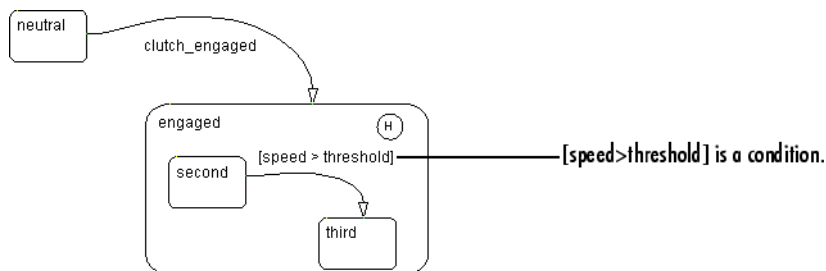 neutral
clutch_engaged
engaged
H
[speed > threshold]
[speed>threshold] is a condition.
second
third